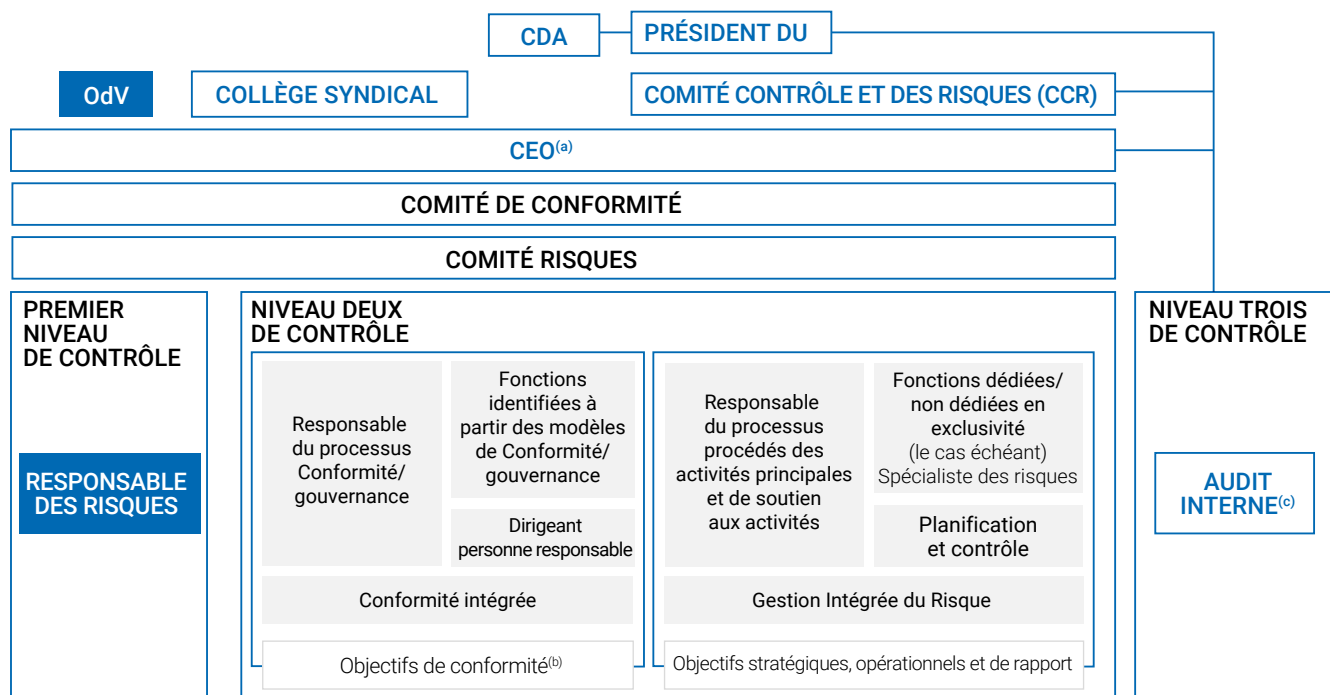 CDA
PRÉSIDENT DU
OdV
COLLÈGE SYNDICAL
COMITÉ CONTRÔLE ET DES RISQUES (CCR)
CEO(a)
COMITÉ DE CONFORMITÉ
COMITÉ RISQUES
PREMIER
NIVEAU
DE CONTRÔLE
RESPONSABLE
DES RISQUES
NIVEAU DEUX
DE CONTRÔLE
Responsable
du processus
Conformité/
gouvernance
Fonctions
identifiées à
partir des modèles
de Conformité/
gouvernance
Dirigeant
personne responsable
Conformité intégrée
Objectifs de conformité(b)
Responsable
du processus
procédés des
activités principales
et de soutien
aux activités
Fonctions dédiées/
non dédiées en
exclusivité
(le cas échéant)
Spécialiste des risques
Planification
et contrôle
Gestion Intégrée du Risque
Objectifs stratégiques, opérationnels et de rapport
NIVEAU TROIS
DE CONTRÔLE
AUDIT
INTERNE(c)